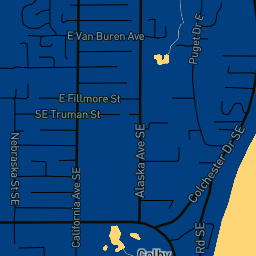 E Van Buren Ave
Puget Dr E
E Fillmore St
SE Truman St
Nebraska St SE
California Ave SE
Alaska Ave SE
Colchester Dr SE
Rd SE
Colby